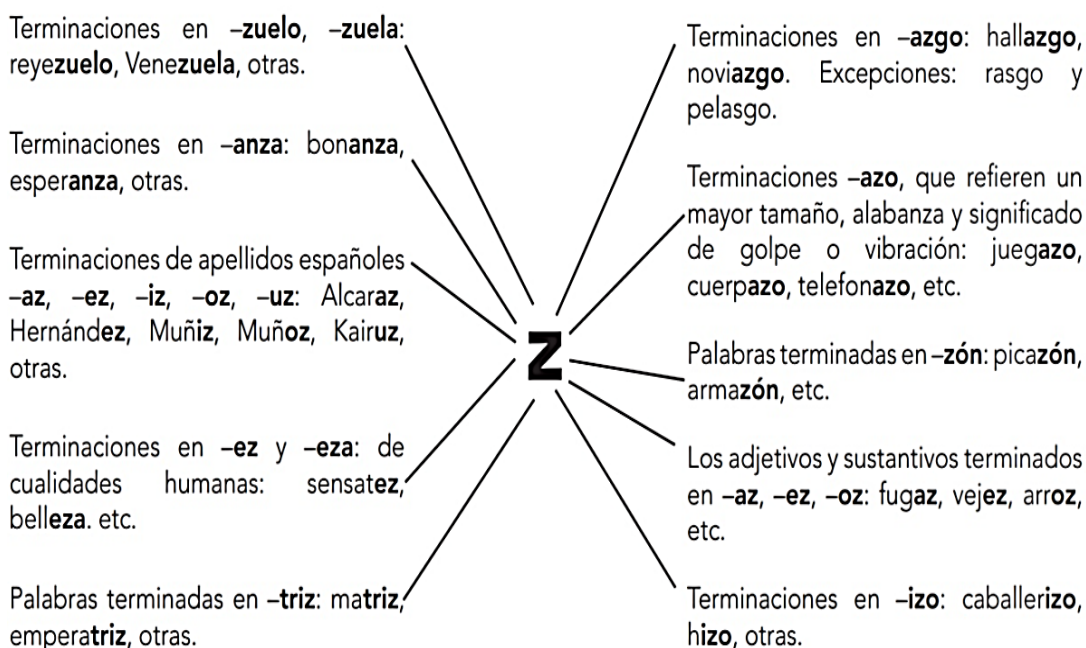 Terminaciones en –zuelo, –zuela:
reyezuelo, Venezuela, otras.
Terminaciones en –anza: bonanza,
esperanza, otras.
Terminaciones de apellidos españoles
–az, –ez, –iz, –oz, –uz: Alcaraz,
Hernández, Muñiz, Muñoz, Kairuz,
otras.
Terminaciones en –ez y –eza: de
cualidades humanas: sensatez,
belleza. etc.
Palabras terminadas en –triz: matriz,
emperatriz, otras.
Z
Terminaciones en –azgo: hallazgo,
noviazgo. Excepciones: rasgo y
pelasgo.
Terminaciones –azo, que refieren un
mayor tamaño, alabanza y significado
de golpe o vibración: juegazo,
cuerpazo, telefonazo, etc.
Palabras terminadas en –zón: picazón,
armazón, etc.
Los adjetivos y sustantivos terminados
en –az, –ez, –oz: fugaz, vejez, arroz,
etc.
Terminaciones en –izo: caballerizo,
hizo, otras.